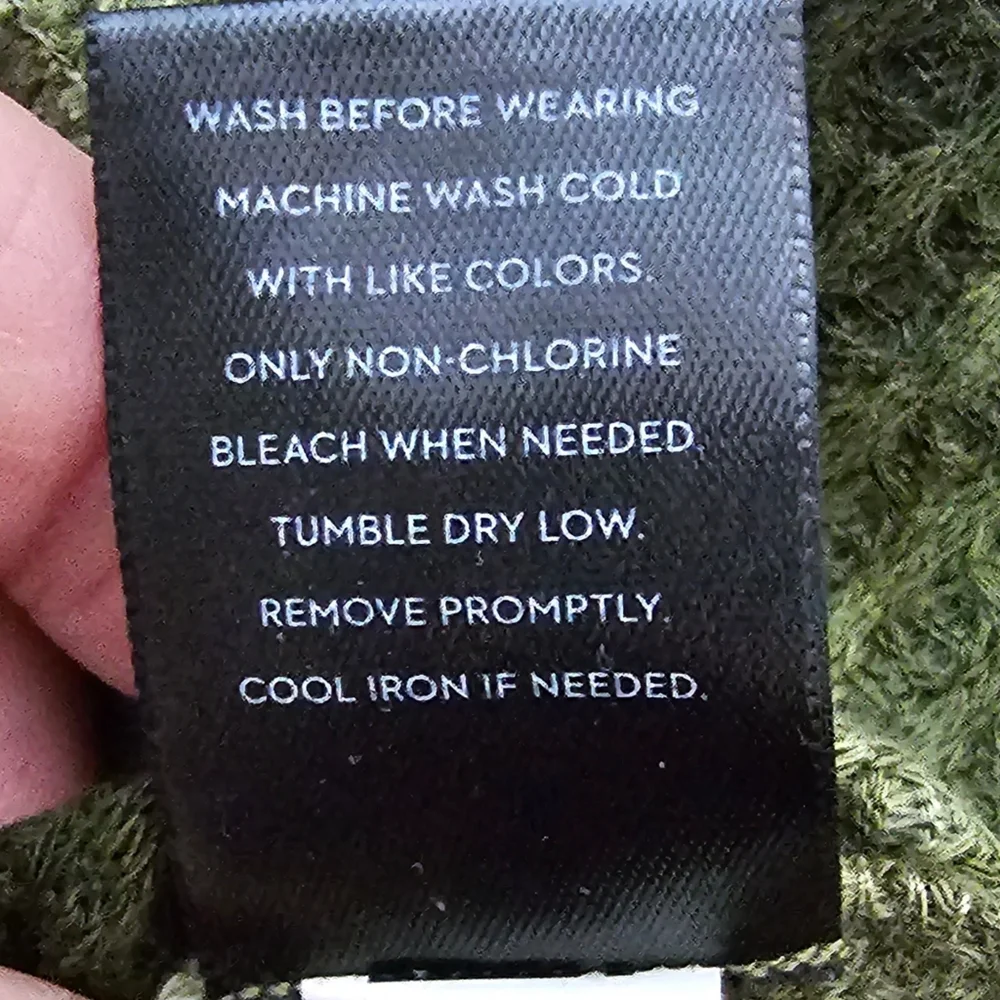 WASH BEFORE WEARING.
MACHINE WASH COLD
WITH LIKE COLORS.
ONLY NON-CHLORINE
BLEACH WHEN NEEDED.
TUMBLE DRY LOW.
REMOVE PROMPTLY.
COOL IRON IF NEEDED.